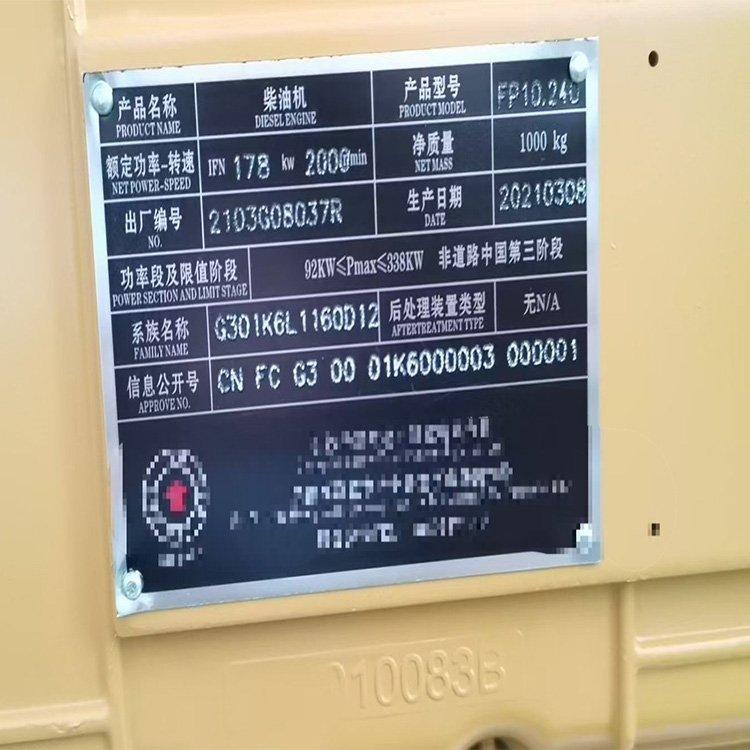 产品名称
PRODUCT NAME
柴油机
DIESEL ENGINE
产品型号
PRODUCT MODEL
FP10.240
额定功率-转速
NET POWER-SPEED
IFN 178 kw 2000r/min
净质量
NET MASS
1000 kg
出厂编号
NO.
2103G08037R
生产日期
DATE
20210308
功率段及限值阶段
POWER SECTION AND LIMIT STAGE
92KW≤Pmax≤338KW 非道路中国第三阶段
系族名称
FAMILY NAME
G301K6L1160D12
后处理装置类型
AFTERTREATMENT TYPE
无N/A
信息公开号
APPROVE NO.
CN FC G3 00 01K6000003 000001
10083B